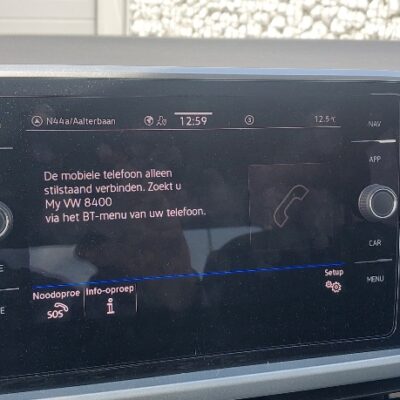 N44a/Aalterbaan
12:59
3
12.5°C
NAV
De mobiele telefoon alleen
stilstaand verbinden. Zoekt u
My VW 8400
via het BT-menu van uw telefoon.
APP
CAR
MENU
Noodoproe
SOS
Info-oproep
i
Setup
E
E